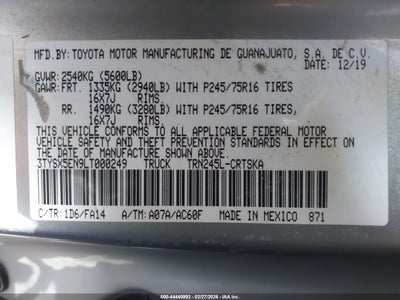 MFD.BY:TOYOTA MOTOR MANUFACTURING DE GUANAJUATO, S.A. DE C.V.
DATE: 12/19
GVWR:2540KG (5600LB)
GAWR:FRT. 1335KG (2940LB) WITH P245/75R16 TIRES
16X7J RIMS.
RR. 1490KG (3280LB) WITH P245/75R16 TIRES,
16X7J RIMS.
THIS VEHICLE CONFORMS TO ALL APPLICABLE FEDERAL MOTOR
VEHICLE SAFETY AND THEFT PREVENTION STANDARDS IN EFFECT
ON THE DATE OF MANUFACTURE SHOWN ABOVE.
3TYSX5EN9LT000249 TRUCK TRN245L-CRTSKA
C/TR:1D6/FA14 A/TM:A07A/AC60F MADE IN MEXICO 871
000-44440992 - 02/27/2026 - IAA Inc.